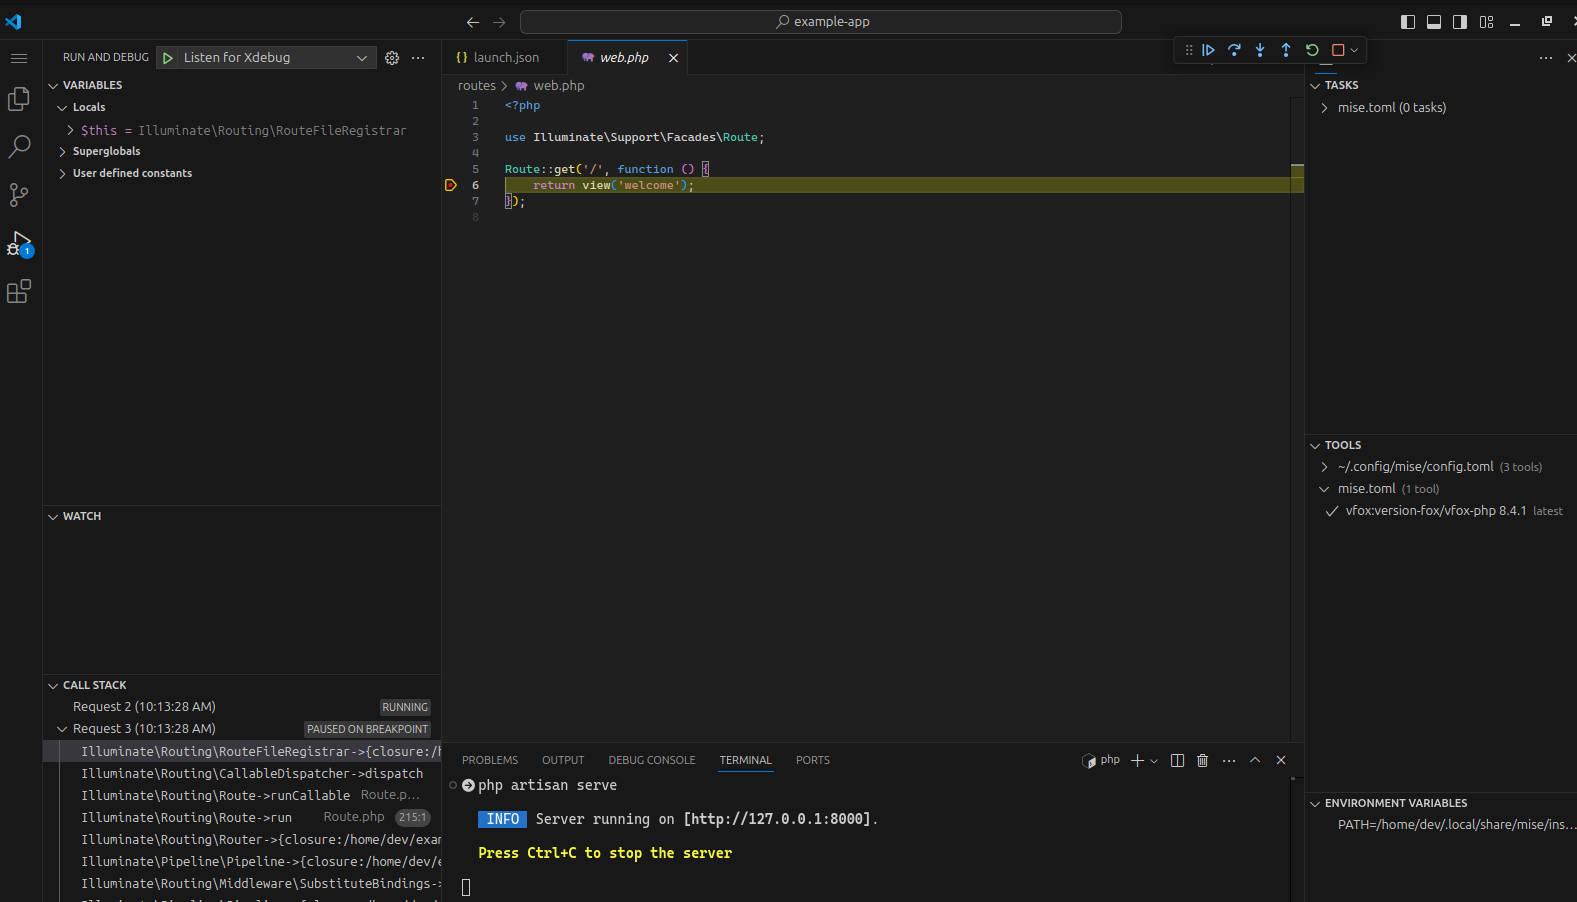 example-app
RUN AND DEBUG
Listen for Xdebug
VARIABLES
Locals
$this = Illuminate\Routing\RouteFileRegistrar
Superglobals
User defined constants
WATCH
CALL STACK
Request 2 (10:13:28 AM) RUNNING
Request 3 (10:13:28 AM) PAUSED ON BREAKPOINT
Illuminate\Routing\RouteFileRegistrar->{closure:/h
Illuminate\Routing\CallableDispatcher->dispatch
Illuminate\Routing\Route->runCallable Route.p...
Illuminate\Routing\Route->run Route.php 215:1
Illuminate\Routing\Router->{closure:/home/dev/exam
Illuminate\Pipeline\Pipeline->{closure:/home/dev/e
Illuminate\Routing\Middleware\SubstituteBindings->
1
{} launch.json
web.php
routes > web.php
1 <?php
2
3 use Illuminate\Support\Facades\Route;
4
5 Route::get('/', function () {
6 return view('welcome');
7 });
8
PROBLEMS OUTPUT DEBUG CONSOLE TERMINAL PORTS
php
php artisan serve
INFO Server running on [http://127.0.0.1:8000].
Press Ctrl+C to stop the server
TASKS
mise.toml (0 tasks)
TOOLS
~/.config/mise/config.toml (3 tools)
mise.toml (1 tool)
vfox:version-fox/vfox-php 8.4.1 latest
ENVIRONMENT VARIABLES
PATH=/home/dev/.local/share/mise/ins...